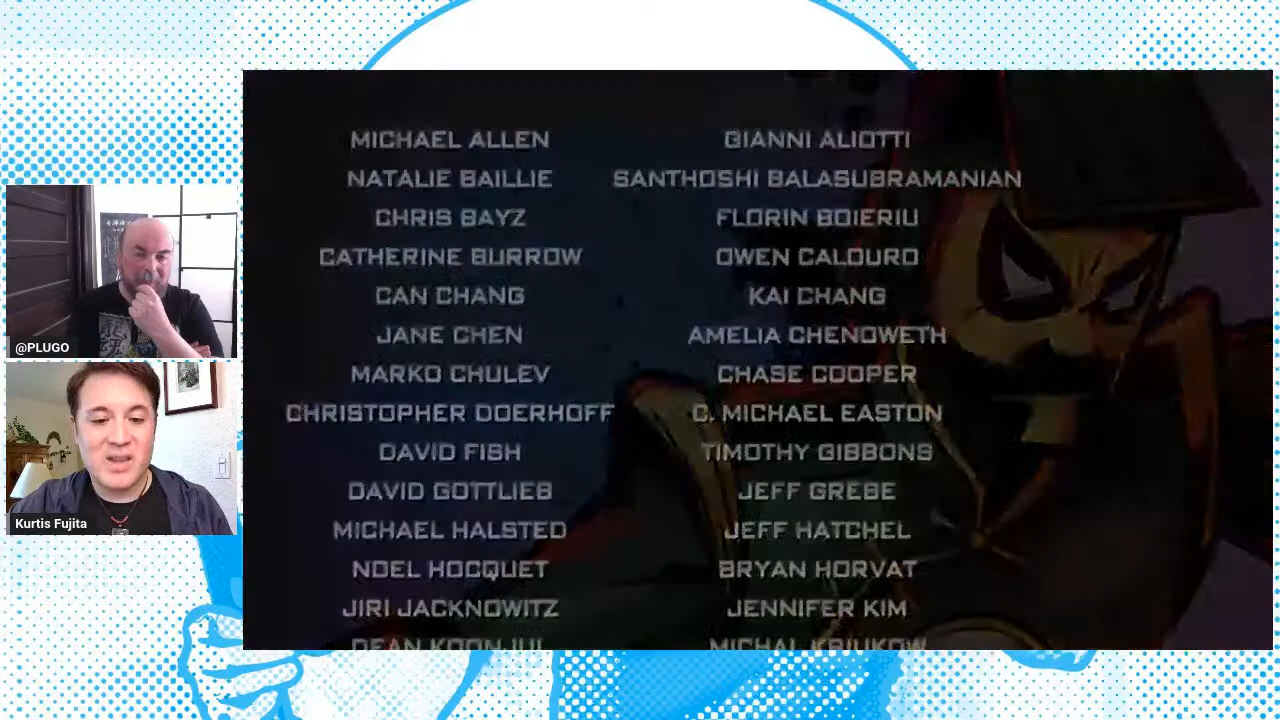 MICHAEL ALLEN
GIANNI ALIOTTI
NATALIE BAILLIE
SANTHOSHI BALASUBRAMANIAN
CHRIS BAYZ
FLORIN BOIERIU
CATHERINE BURROW
OWEN CALOURO
CAN CHANG
KAI CHANG
JANE CHEN
AMELIA CHENOWETH
MARKO CHULEV
CHASE COOPER
CHRISTOPHER DOERHOFF
C. MICHAEL EASTON
DAVID FISH
TIMOTHY GIBBONS
DAVID GOTTLIEB
JEFF GREBE
MICHAEL HALSTED
JEFF HATCHEL
NOEL HOCQUET
BRYAN HORVAT
JIRI JACKNOWITZ
JENNIFER KIM
DEAN
MICHAL
@PLUGO
Kurtis Fujita